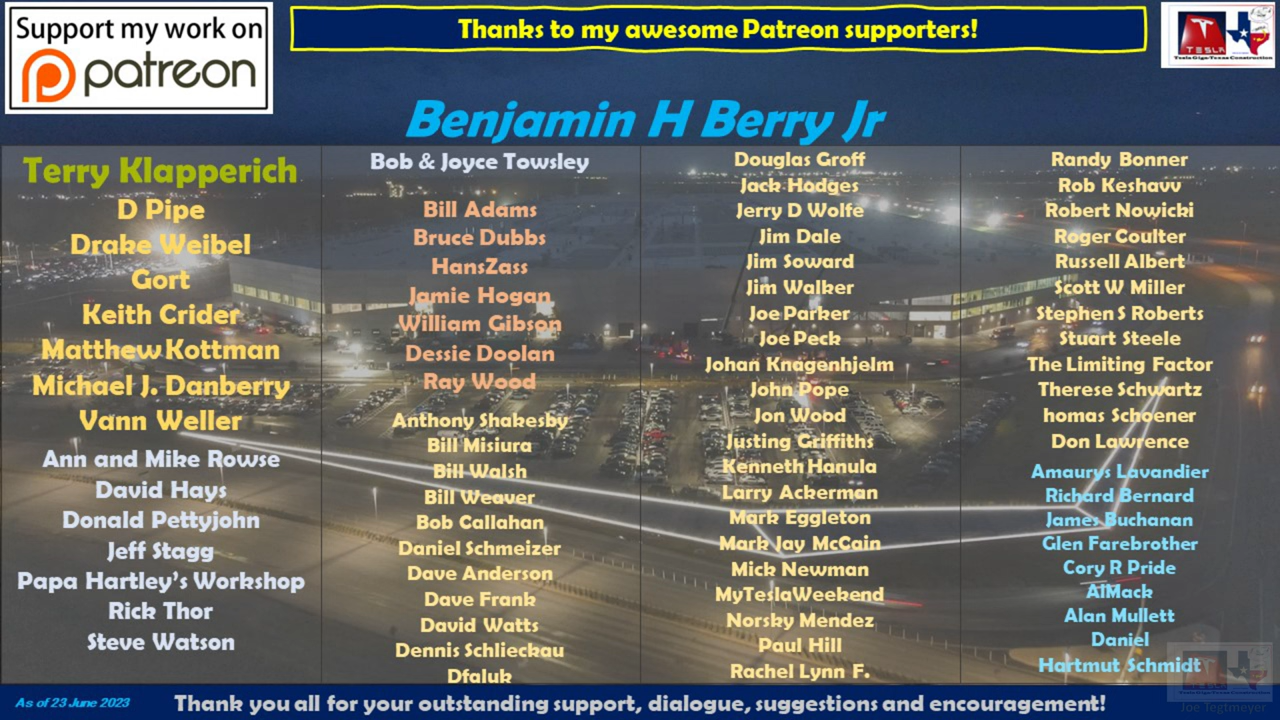 Support my work on
patreon
Thanks to my awesome Patreon supporters!
TESLA
Tesla Giga Texas Construction
Benjamin H Berry Jr
Terry Klapperich
D Pipe
Drake Weibel
Gort
Keith Crider
Matthew Kottman
Michael J. Danberry
Vann Weller
Ann and Mike Rowse
David Hays
Donald Pettyjohn
Jeff Stagg
Papa Hartley's Workshop
Rick Thor
Steve Watson
Bob & Joyce Towsley
Bill Adams
Bruce Dubbs
HansZass
Jamie Hogan
William Gibson
Dessie Doolan
Ray Wood
Anthony Shakesby
Bill Misiura
Bill Walsh
Bill Weaver
Bob Callahan
Daniel Schmeizer
Dave Anderson
Dave Frank
David Watts
Dennis Schlieckau
Dfaluk
Douglas Groff
Jack Hodges
Jerry D Wolfe
Jim Dale
Jim Soward
Jim Walker
Joe Parker
Joe Peck
Johan Knagenhjelm
John Pope
Jon Wood
Justing Griffiths
Kenneth Hanula
Larry Ackerman
Mark Eggleton
Mark Jay McCain
Mick Newman
MyTeslaWeekend
Norsky Mendez
Paul Hill
Rachel Lynn F.
Randy Bonner
Rob Keshavv
Robert Nowicki
Roger Coulter
Russell Albert
Scott W Miller
Stephen S Roberts
Stuart Steele
The Limiting Factor
Therese Schwartz
homas Schoener
Don Lawrence
Amaurys Lavandier
Richard Bernard
James Buchanan
Glen Farebrother
Cory R Pride
AlMack
Alan Mullett
Daniel
Hartmut Schmidt
As of 23 June 2023
Thank you all for your outstanding support, dialogue, suggestions and encouragement!
Joe Tegtmeyer